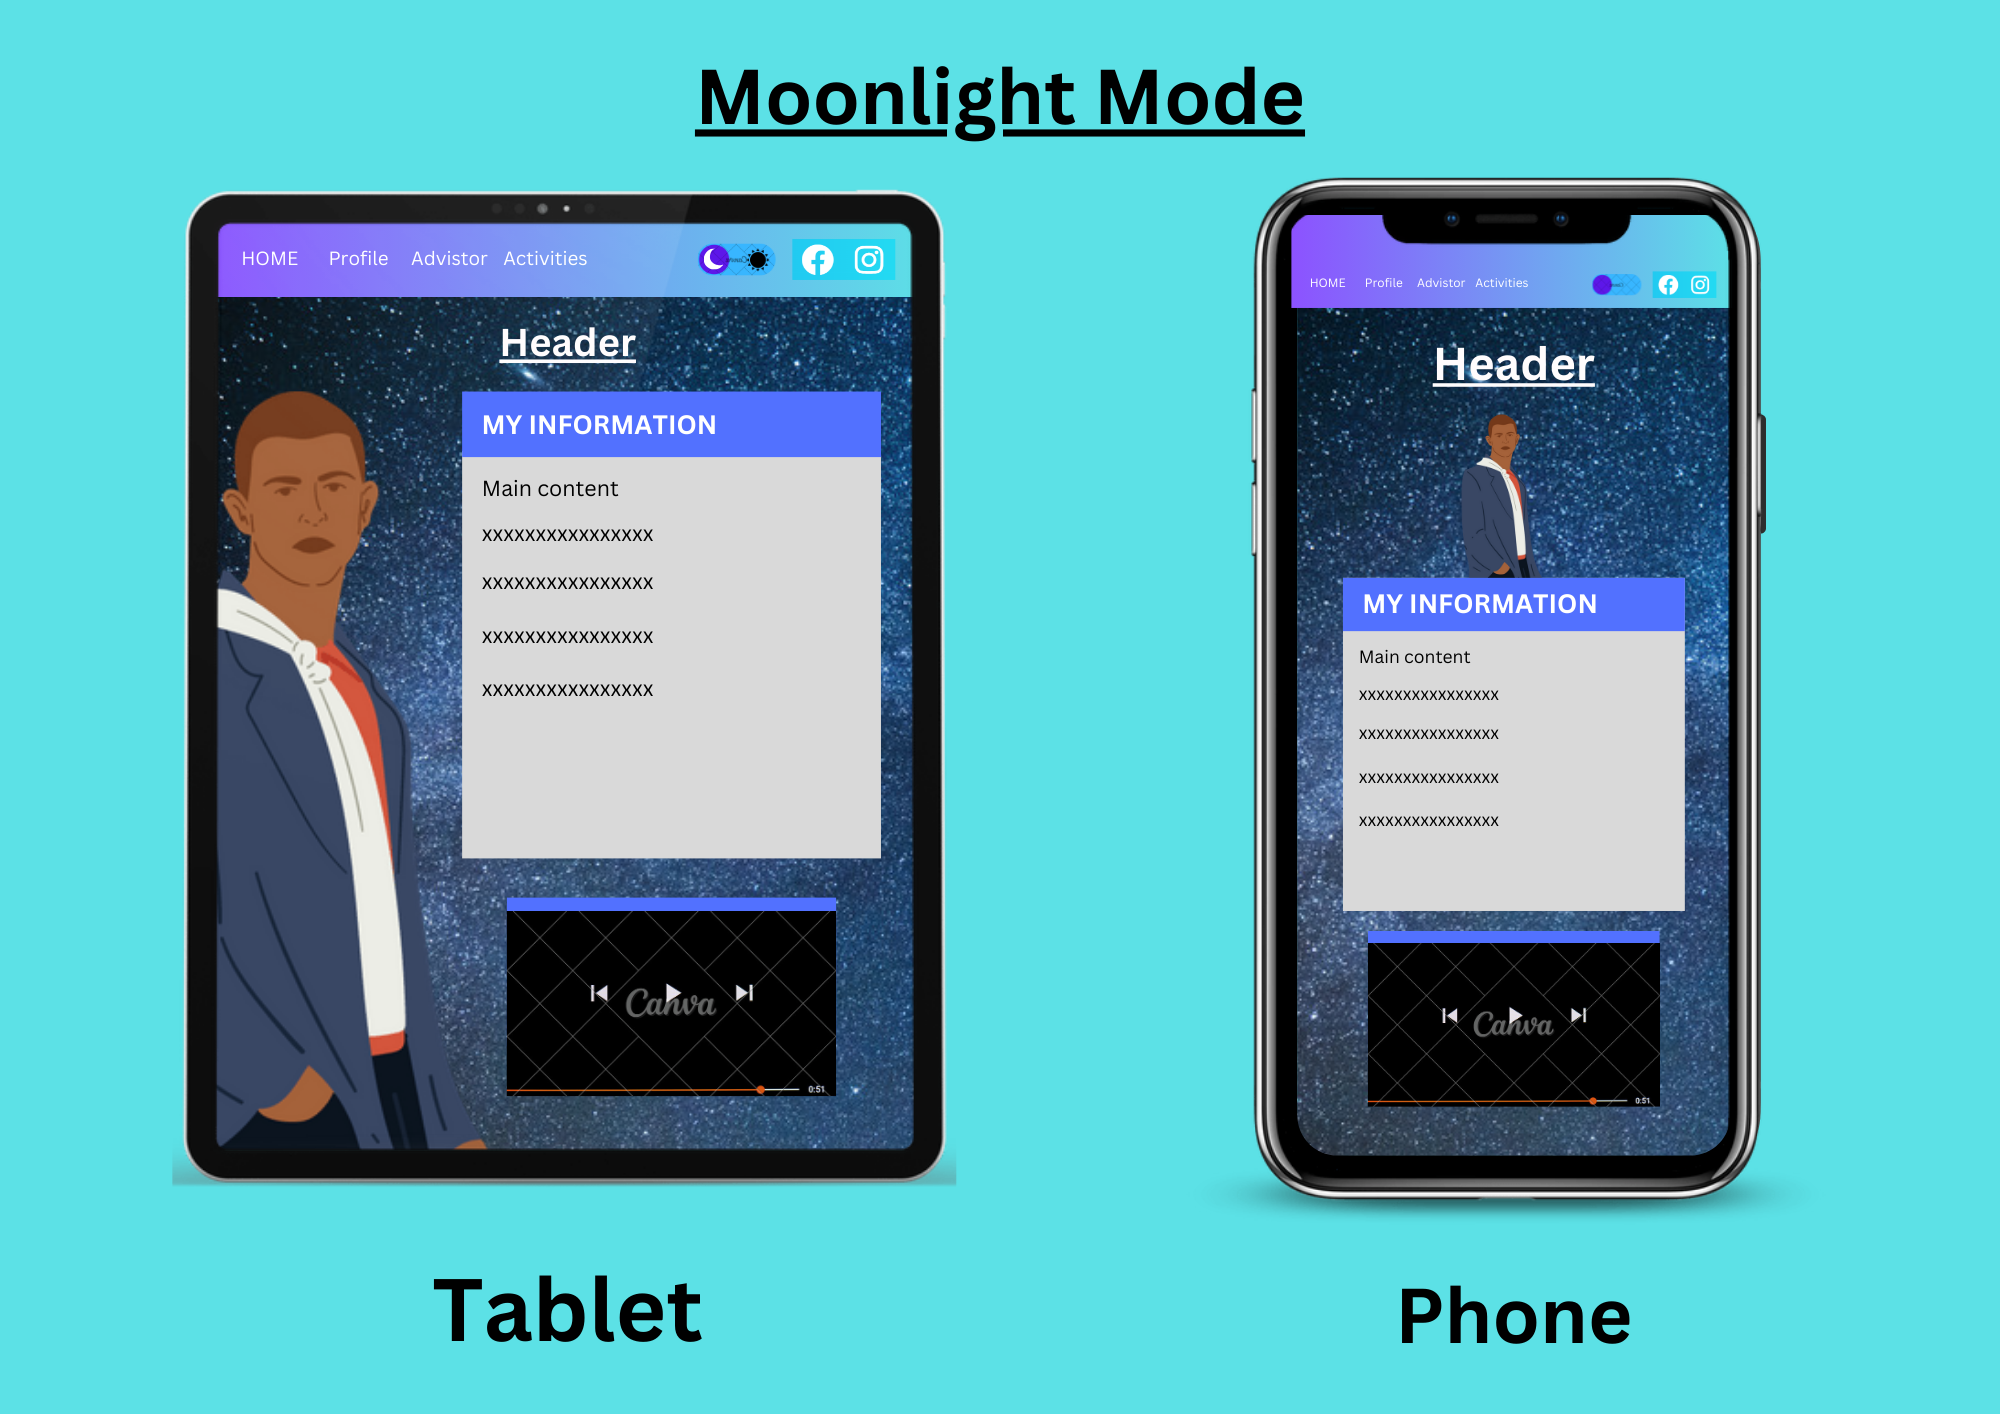 Moonlight Mode
HOME Profile Advistor Activities
Header
MY INFORMATION
Main content
xxxxxxxxxxxxxxxx
xxxxxxxxxxxxxxxx
xxxxxxxxxxxxxxxx
xxxxxxxxxxxxxxxx
Canva
0:51
Tablet
HOME Profile Advistor Activities
Header
MY INFORMATION
Main content
xxxxxxxxxxxxxxxx
xxxxxxxxxxxxxxxx
xxxxxxxxxxxxxxxx
xxxxxxxxxxxxxxxx
Canva
0:51
Phone